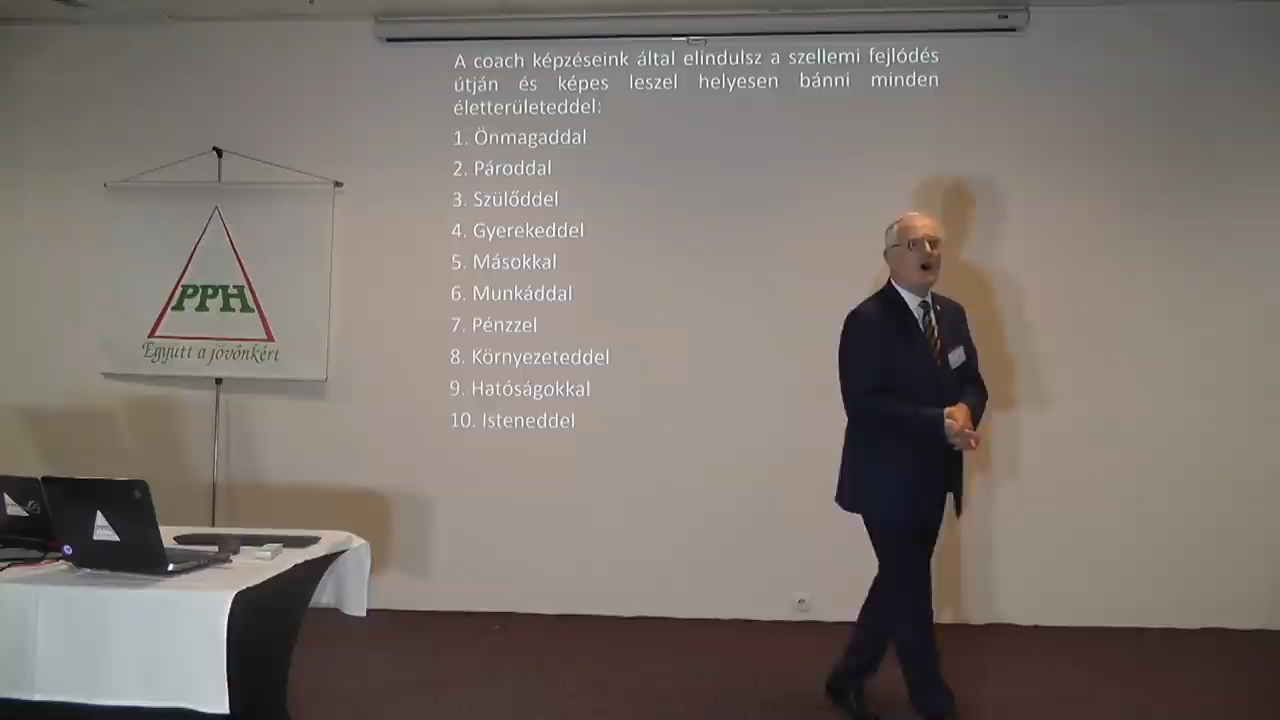 A coach képzéseink által elindulsz a szellemi fejlódés
útján és képes leszel helyesen bánni minden
életterületeddel:
1. Önmagaddal
2. Pároddal
3. Szülőddel
4. Gyerekeddel
5. Másokkal
6. Munkáddal
7. Pénzzel
8. Környezeteddel
9. Hatóságokkal
10. Isteneddel
PPH
Együtt a jövőnkért